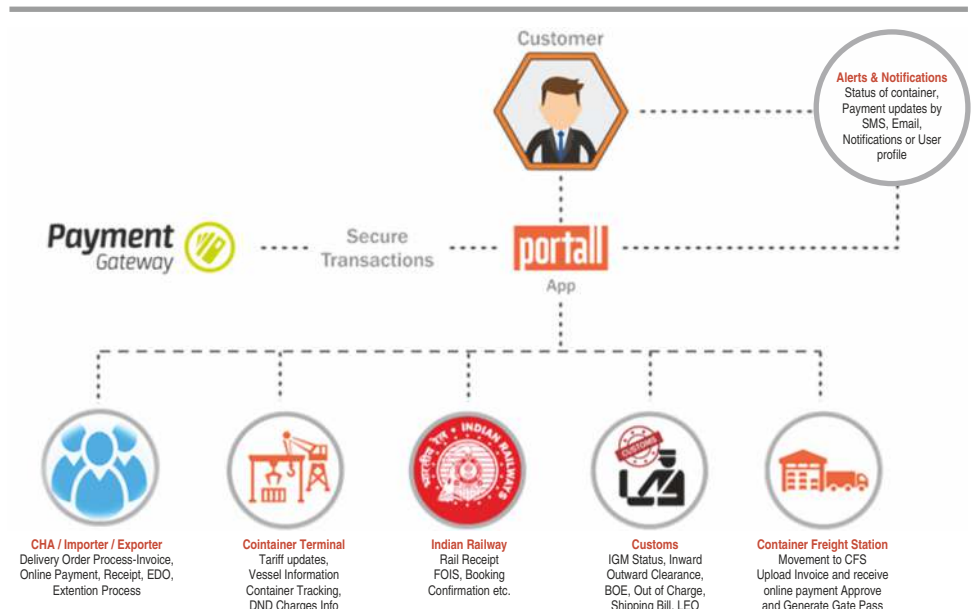 Customer
Alerts & Notifications
Status of container,
Payment updates by
SMS, Email,
Notifications or User
profile
Payment
Gateway
Secure
Transactions
portall
App
भारतीय रेल • INDIAN RAILWAYS
CUSTOMS
CHA / Importer / Exporter
Delivery Order Process-Invoice,
Online Payment, Receipt, EDO,
Extention Process
Cointainer Terminal
Tariff updates,
Vessel Information
Container Tracking,
DND Charges Info
Indian Railway
Rail Receipt
FOIS, Booking
Confirmation etc.
Customs
IGM Status, Inward
Outward Clearance,
BOE, Out of Charge,
Shipping Bill, LEO
Container Freight Station
Movement to CFS
Upload Invoice and receive
online payment Approve
and Generate Gate Pass